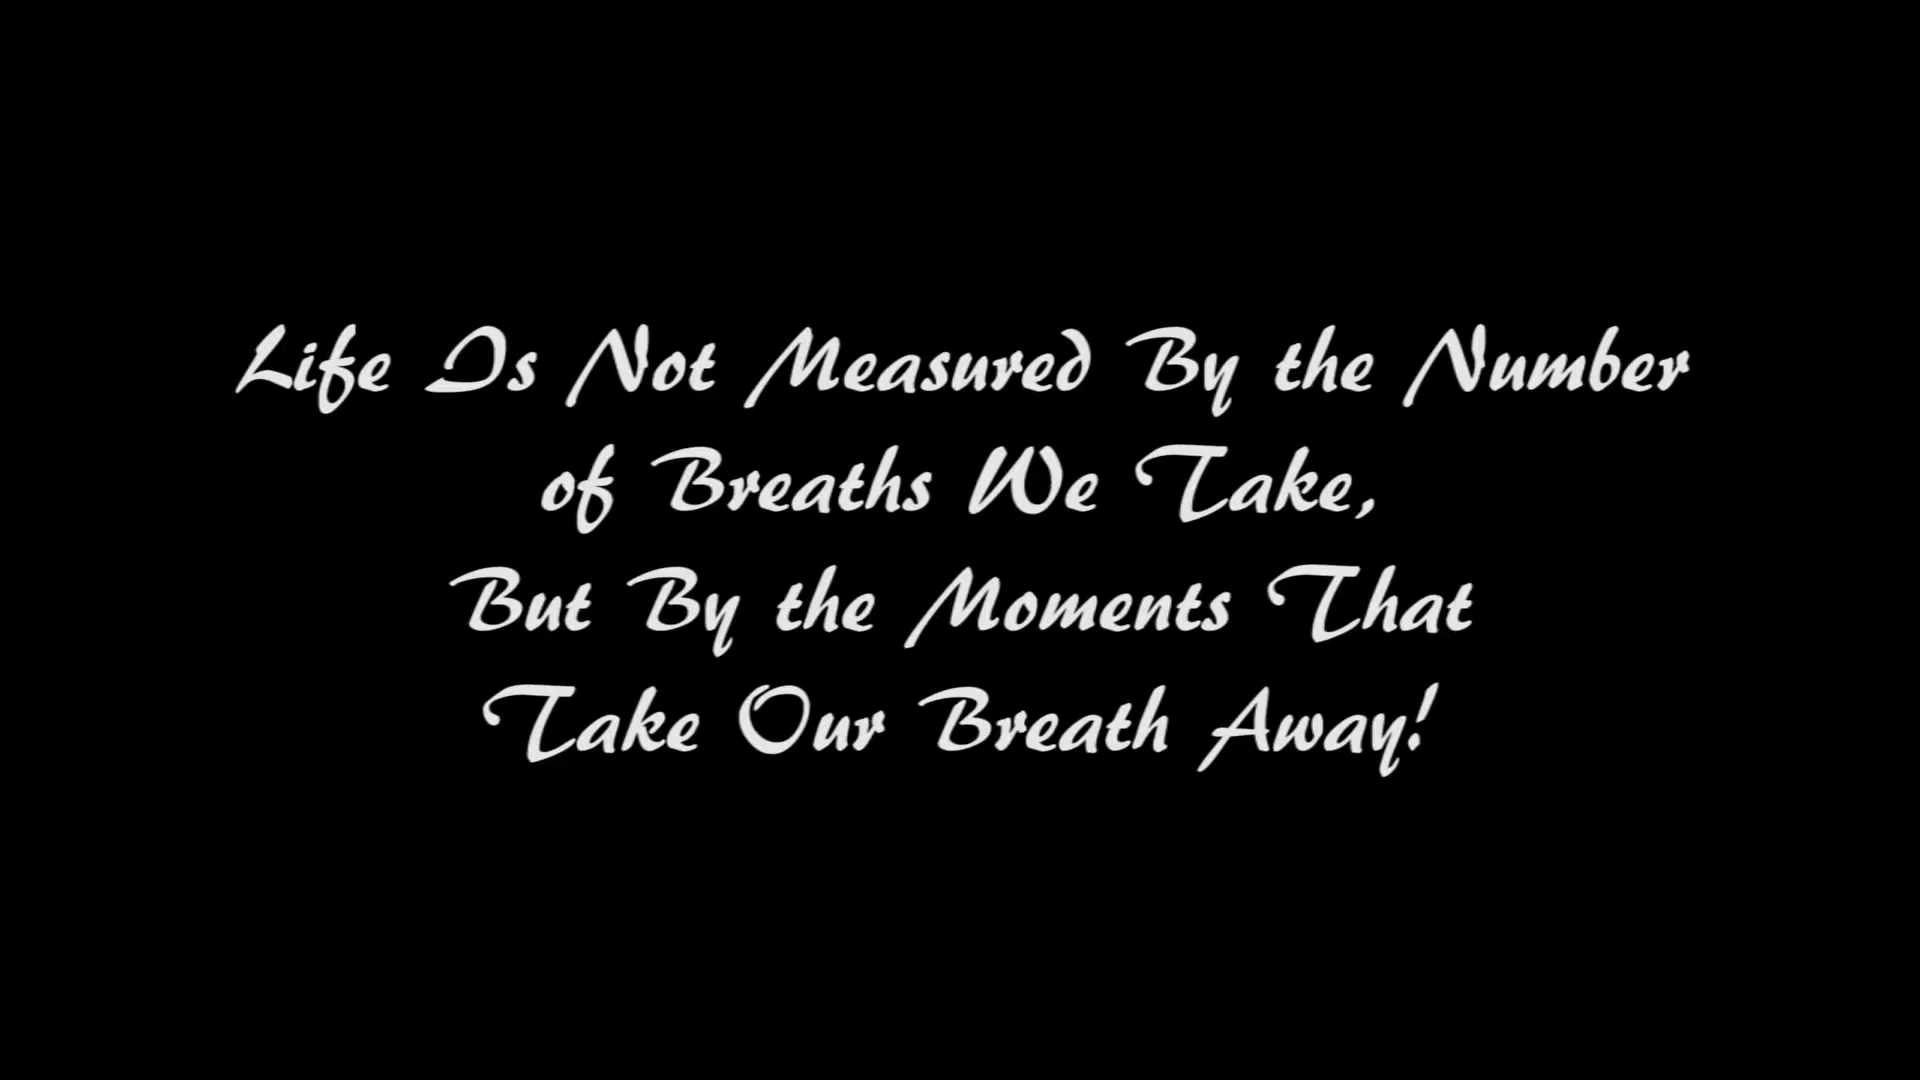 Life Is Not Measured By the Number
of Breaths We Take,
But By the Moments That
Take Our Breath Away!